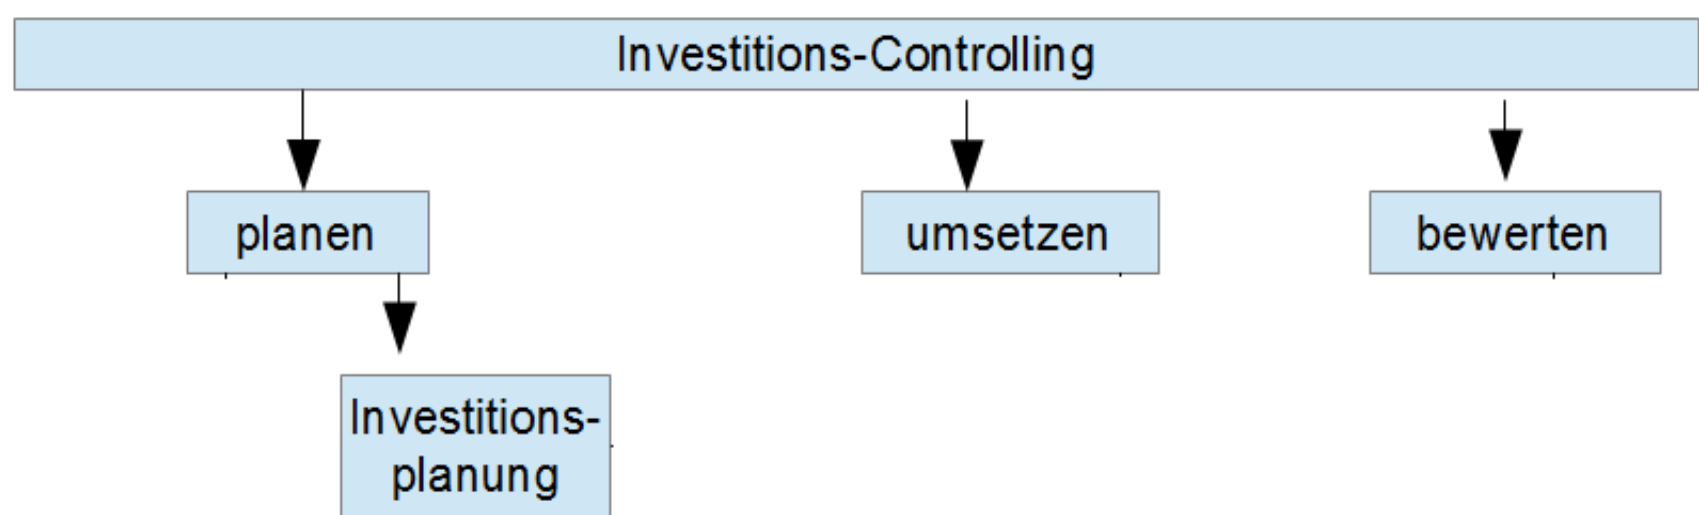 Investitions-Controlling
planen
umsetzen
bewerten
Investitions-
planung